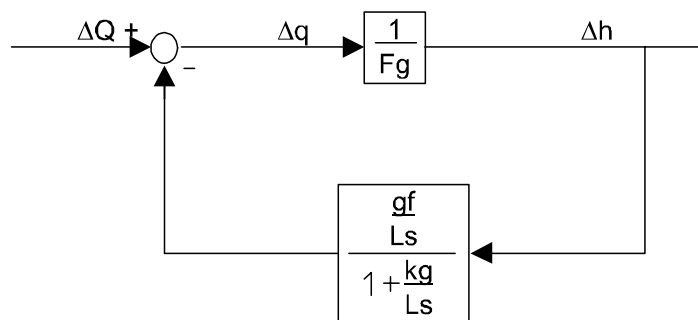 ΔQ + Δq 1 Δh
Fg
−
gf
Ls
1 + kg
Ls